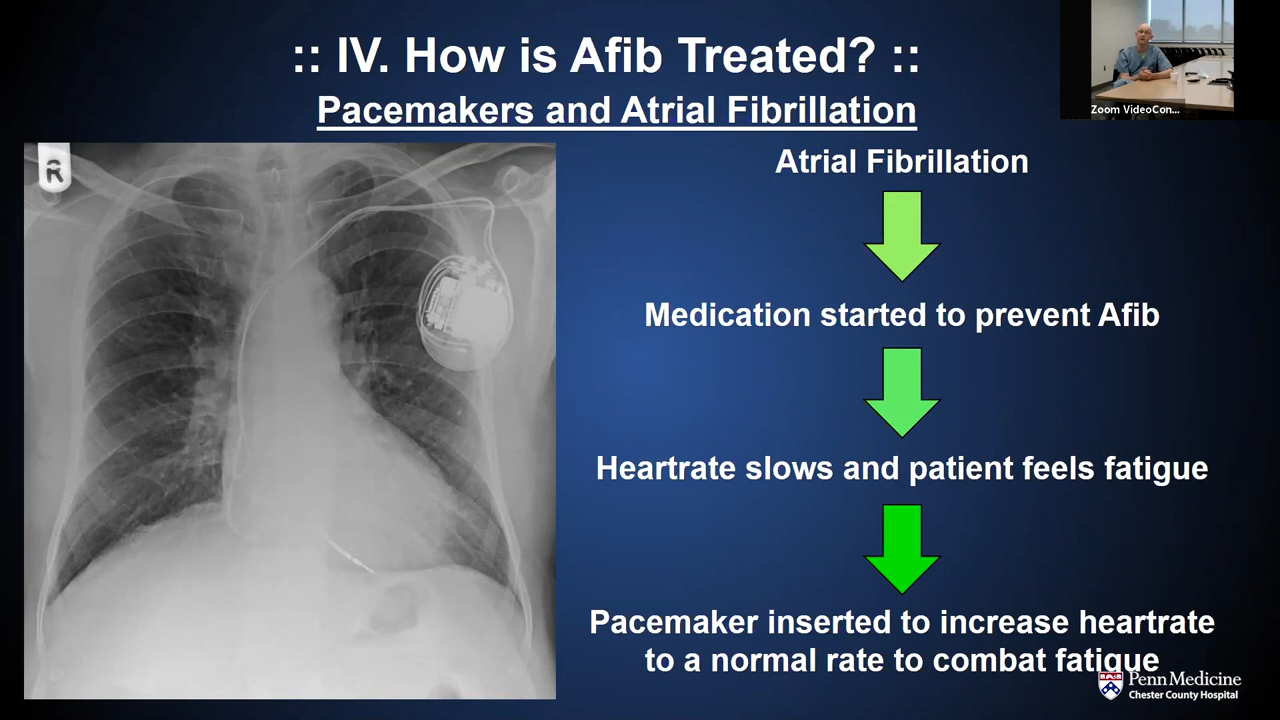 :: IV. How is Afib Treated? ::
Pacemakers and Atrial Fibrillation
Zoom VideoCon...
R
Atrial Fibrillation
Medication started to prevent Afib
Heartrate slows and patient feels fatigue
Pacemaker inserted to increase heartrate
to a normal rate to combat fatigue
Penn Medicine
Chester County Hospital